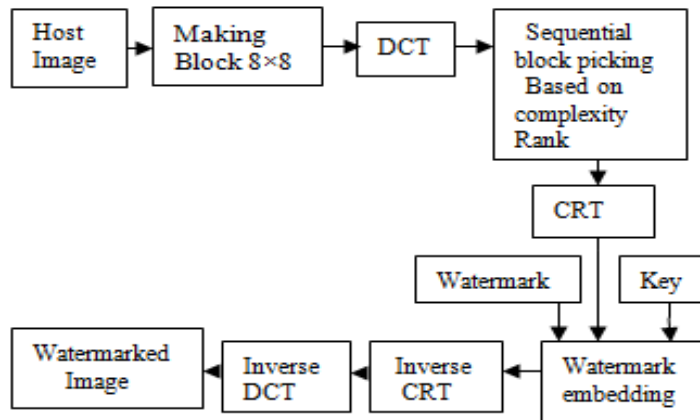 Host
Image
Making
Block 8×8
DCT
Sequential
block picking
Based on
complexity
Rank
CRT
Watermark
Key
Watermark
embedding
Inverse
CRT
Inverse
DCT
Watermarked
Image